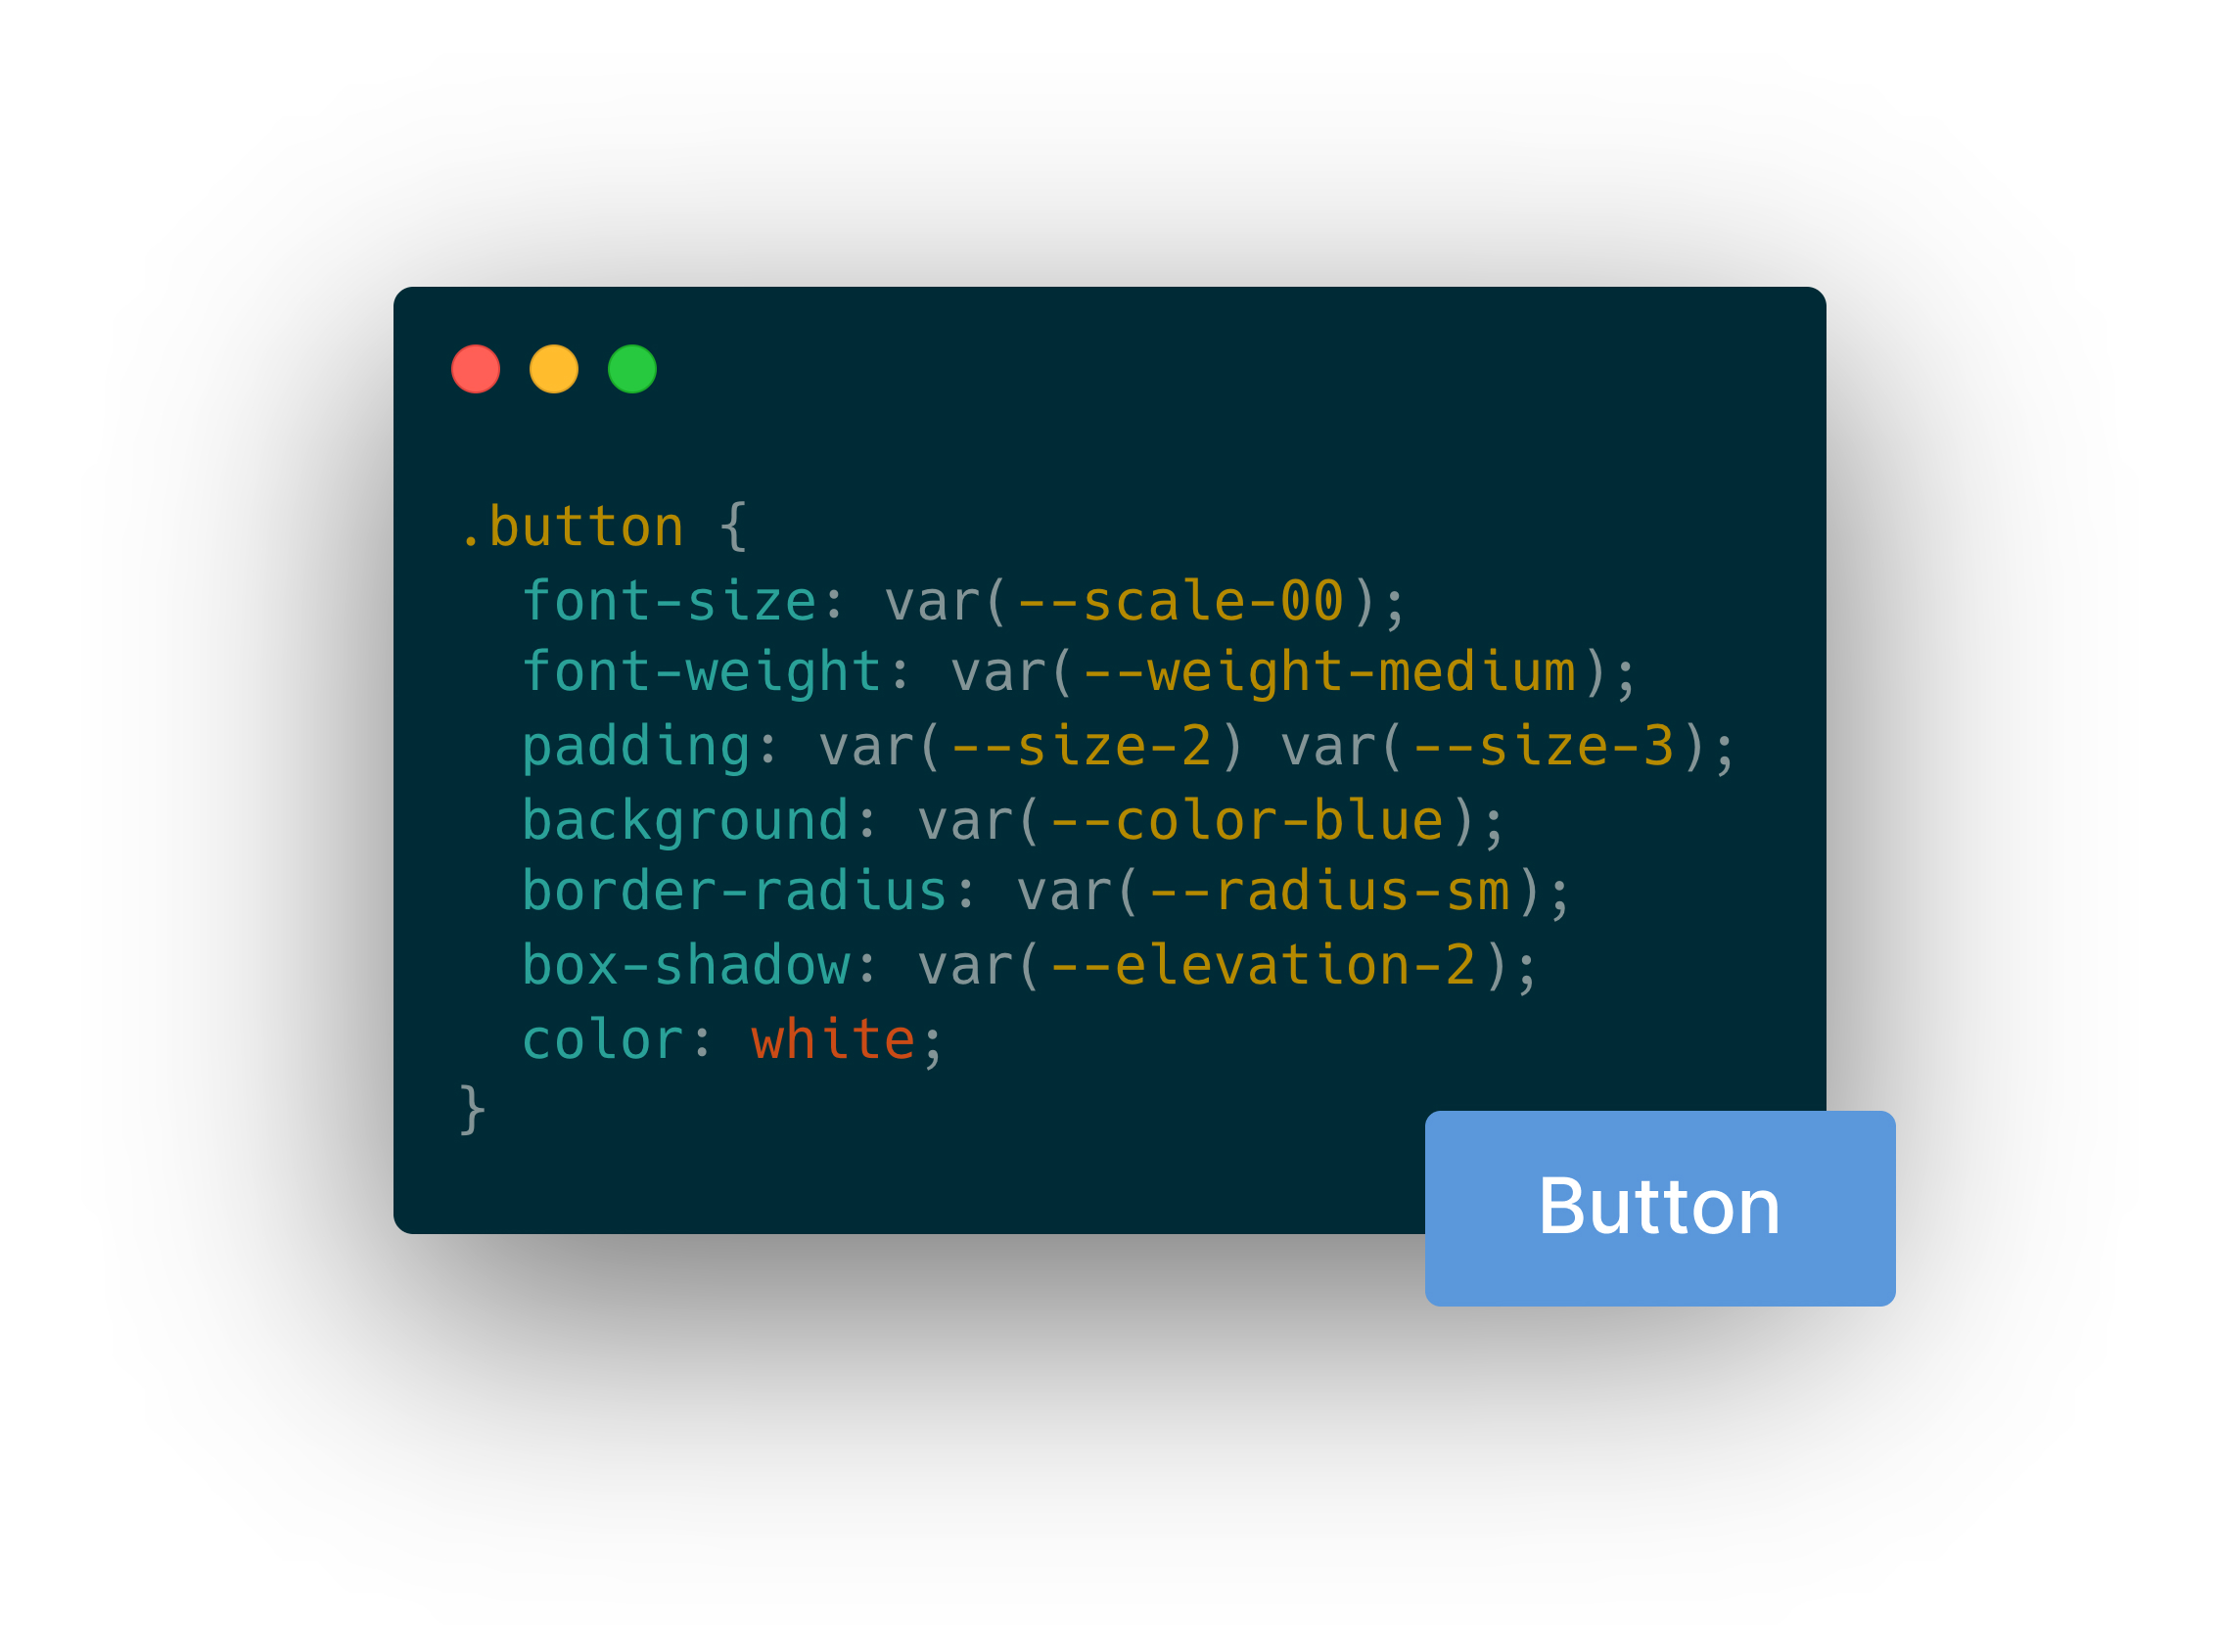 .button {
  font-size: var(--scale-00);
  font-weight: var(--weight-medium);
  padding: var(--size-2) var(--size-3);
  background: var(--color-blue);
  border-radius: var(--radius-sm);
  box-shadow: var(--elevation-2);
  color: white;
}
Button